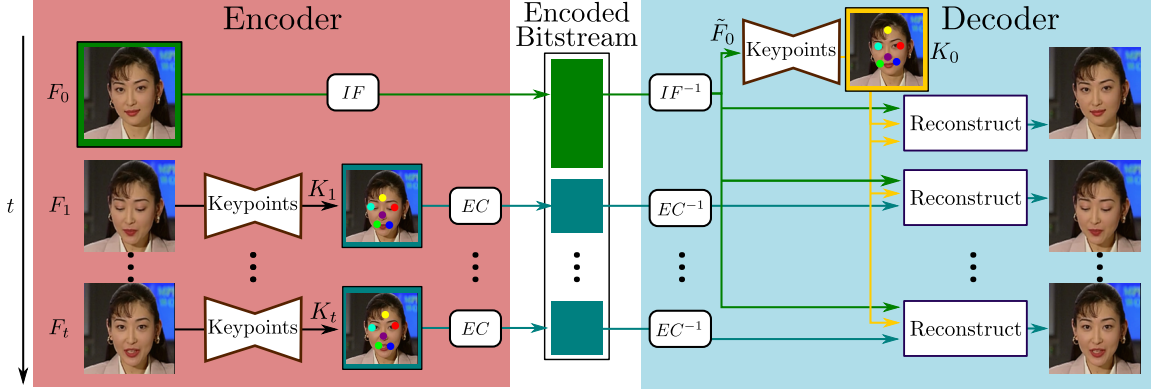 Encoder
Encoded
Bitstream
Decoder
F̃₀
Keypoints
K₀
F₀
IF
IF⁻¹
Reconstruct
t
F₁
Keypoints
K₁
EC
EC⁻¹
Reconstruct
Fₜ
Keypoints
Kₜ
EC
EC⁻¹
Reconstruct